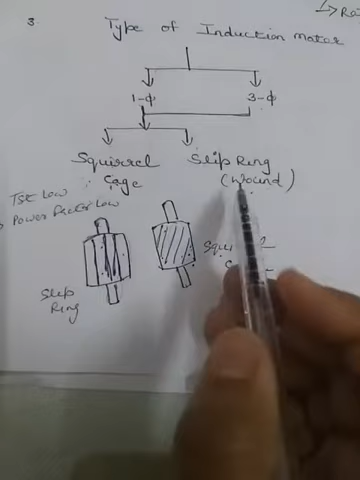 3.
Type of Induction Motor
1-φ 3-φ
Squirrel Cage
Slip Ring
(Wound)
Tst Low
Power Factor Low
Slip
Ring